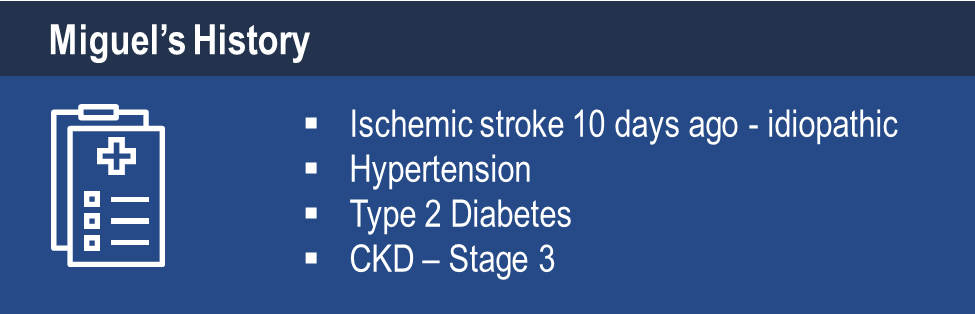 Miguel's History
▪ Ischemic stroke 10 days ago - idiopathic
▪ Hypertension
▪ Type 2 Diabetes
▪ CKD – Stage 3